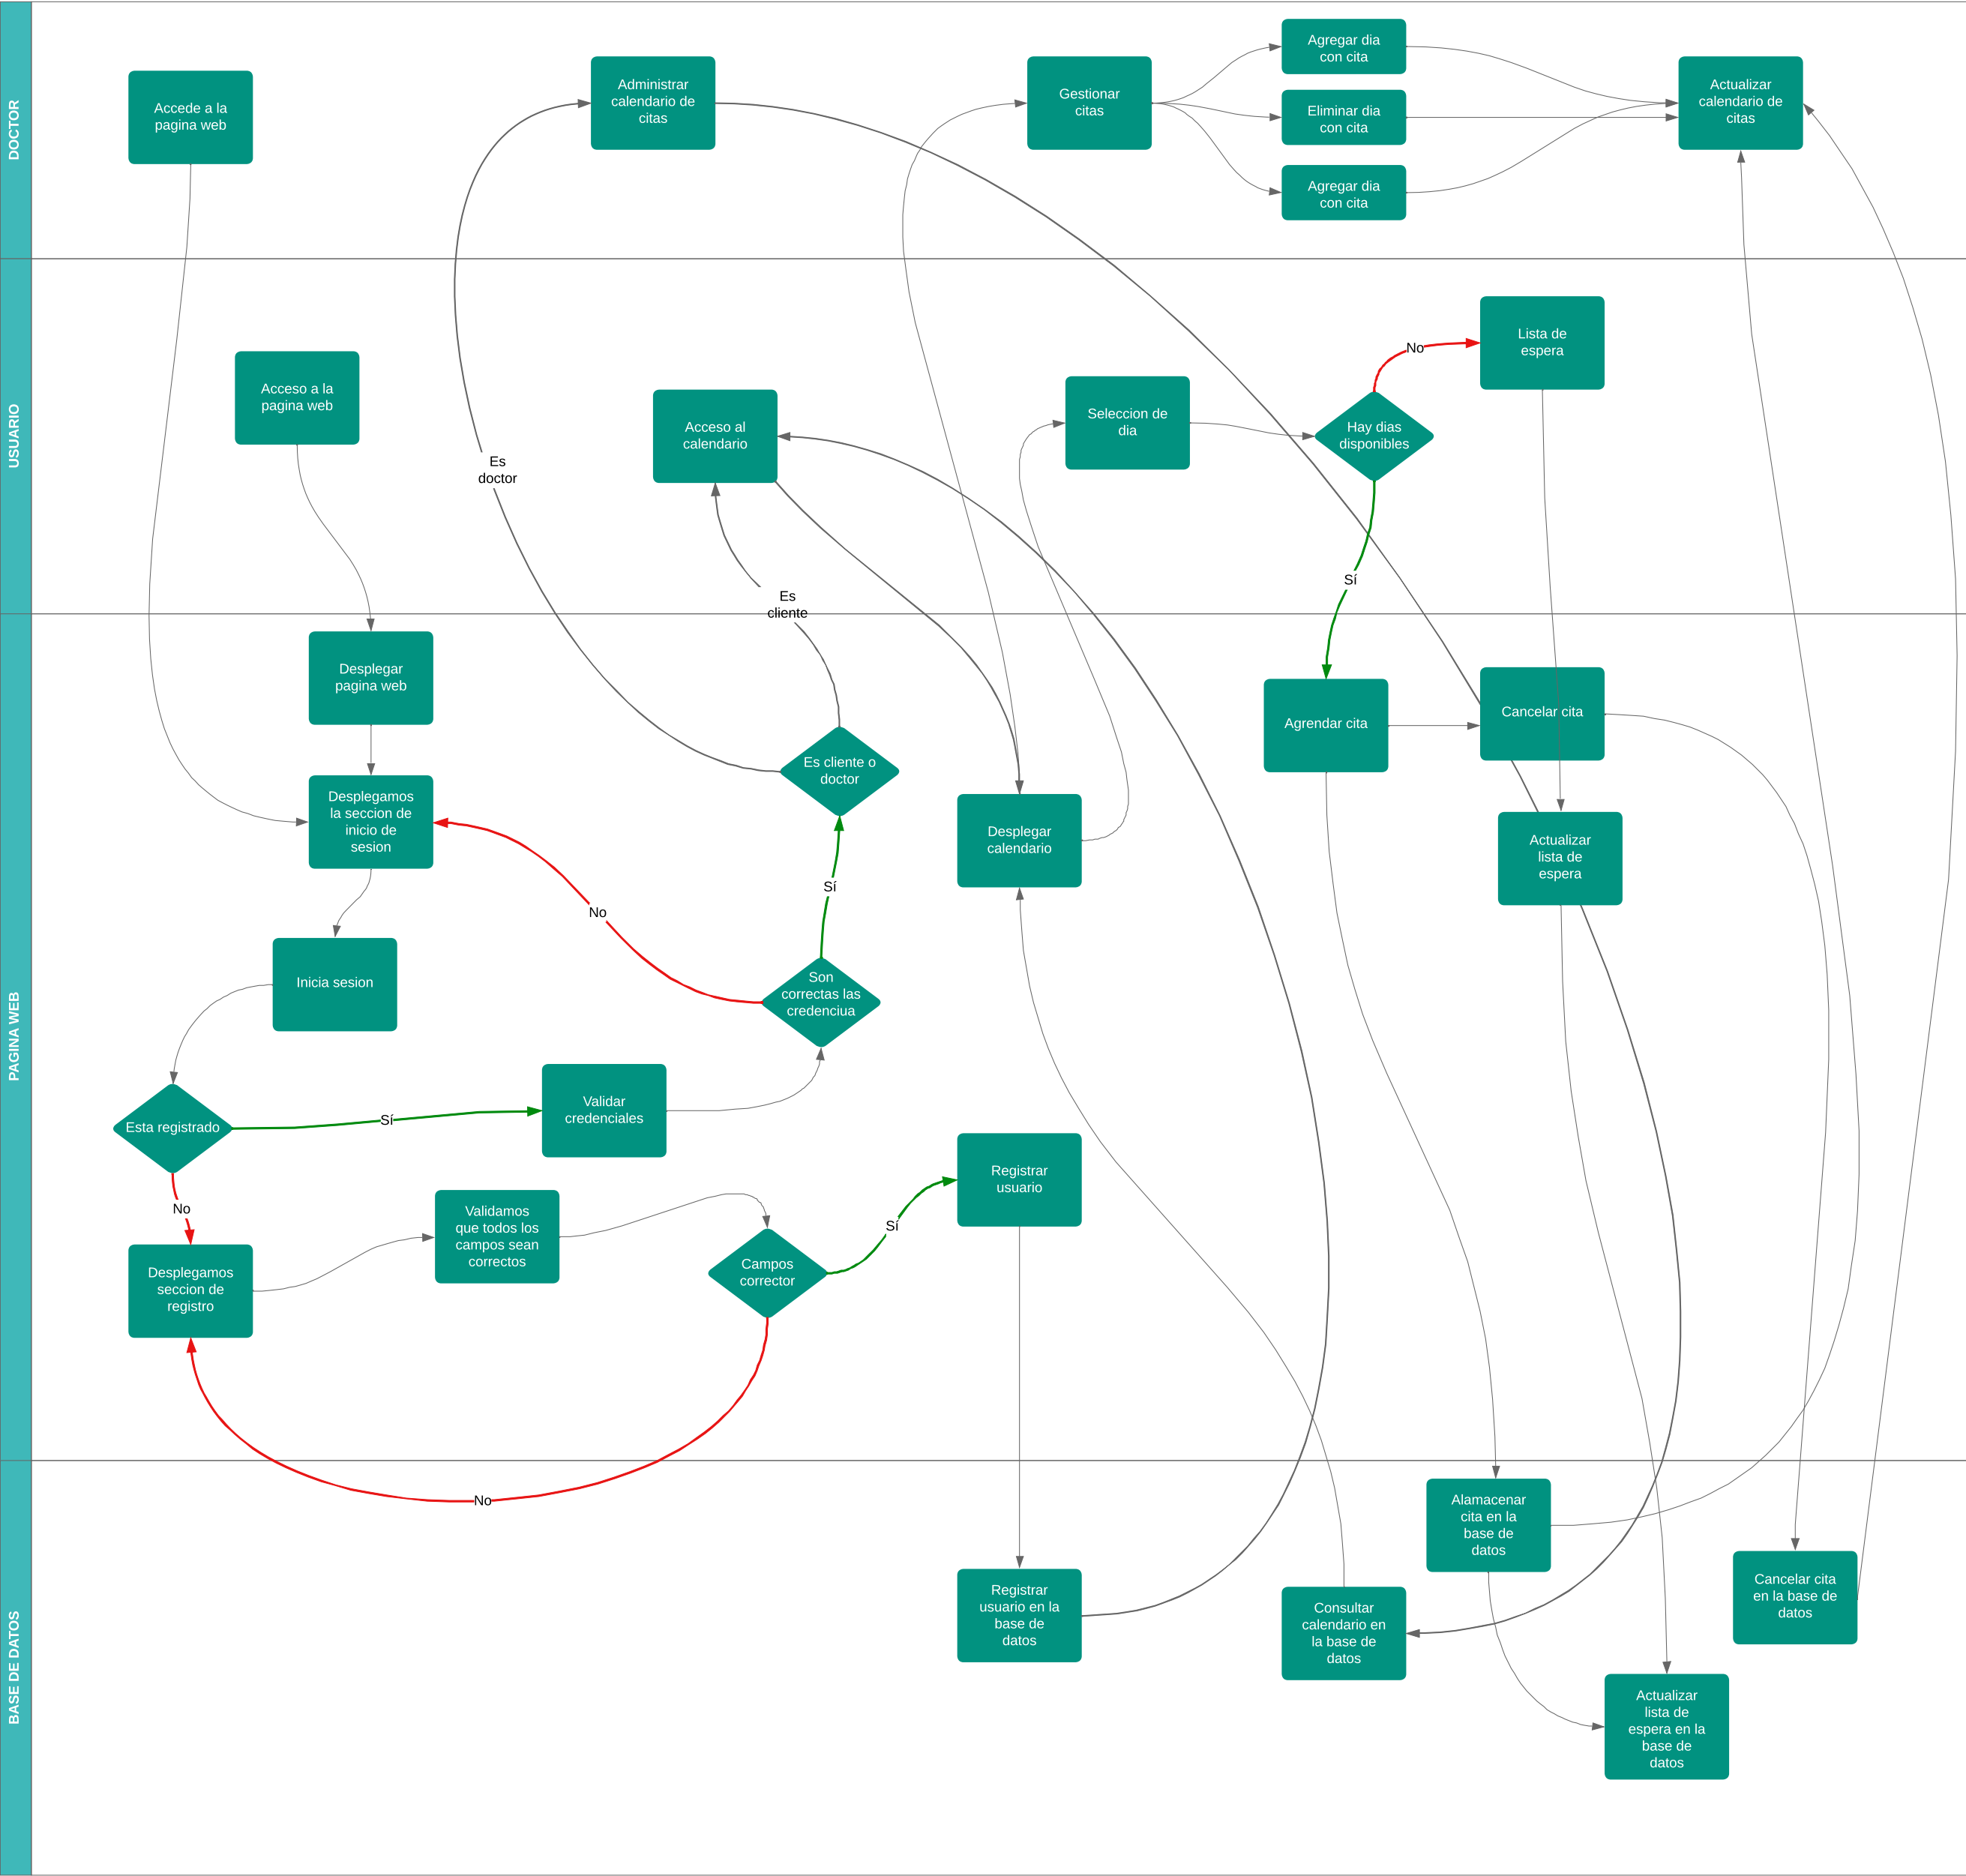 DOCTOR
Accede a la
pagina web
Administrar
calendario de
citas
Gestionar
citas
Agregar dia
con cita
Eliminar dia
con cita
Agregar dia
con cita
Actualizar
calendario de
citas
USUARIO
Acceso a la
pagina web
Es
doctor
Acceso al
calendario
Es
cliente
Seleccion de
dia
Hay dias
disponibles
No
Lista de
espera
Sí
PAGINA WEB
Desplegar
pagina web
Desplegamos
la seccion de
inicio de
sesion
Inicia sesion
Esta registrado
Sí
No
Validar
credenciales
Son
correctas las
credenciua
No
Sí
Es cliente o
doctor
Desplegamos
seccion de
registro
Validamos
que todos los
campos sean
correctos
Campos
corrector
Sí
No
Registrar
usuario
Desplegar
calendario
Agrendar cita
Cancelar cita
Actualizar
lista de
espera
BASE DE DATOS
Registrar
usuario en la
base de
datos
Consultar
calendario en
la base de
datos
Alamacenar
cita en la
base de
datos
Actualizar
lista de
espera en la
base de
datos
Cancelar cita
en la base de
datos